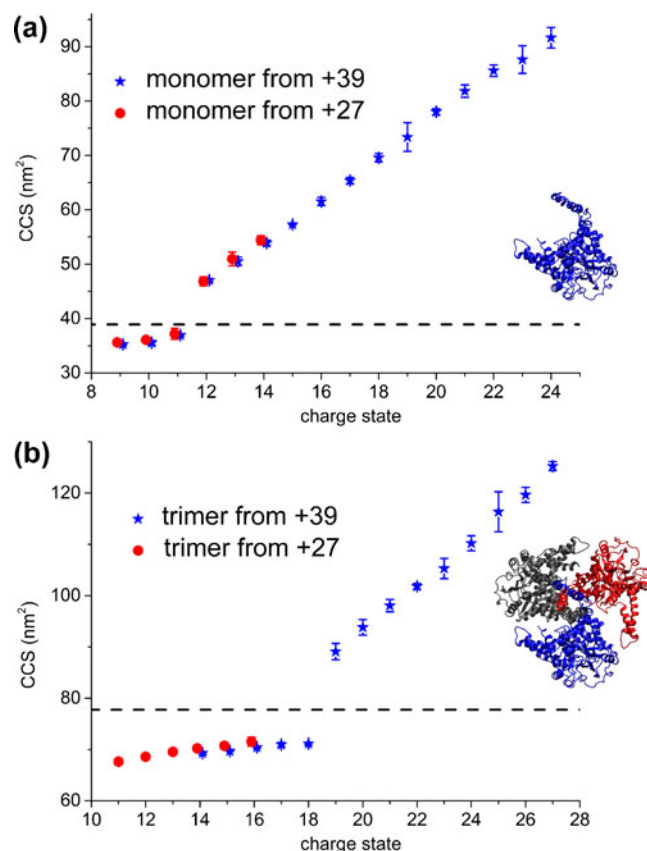 (a)
90
80
70
60
50
40
30
CCS (nm²)
monomer from +39
monomer from +27
8 10 12 14 16 18 20 22 24
charge state
(b)
120
100
80
60
CCS (nm²)
trimer from +39
trimer from +27
10 12 14 16 18 20 22 24 26 28
charge state